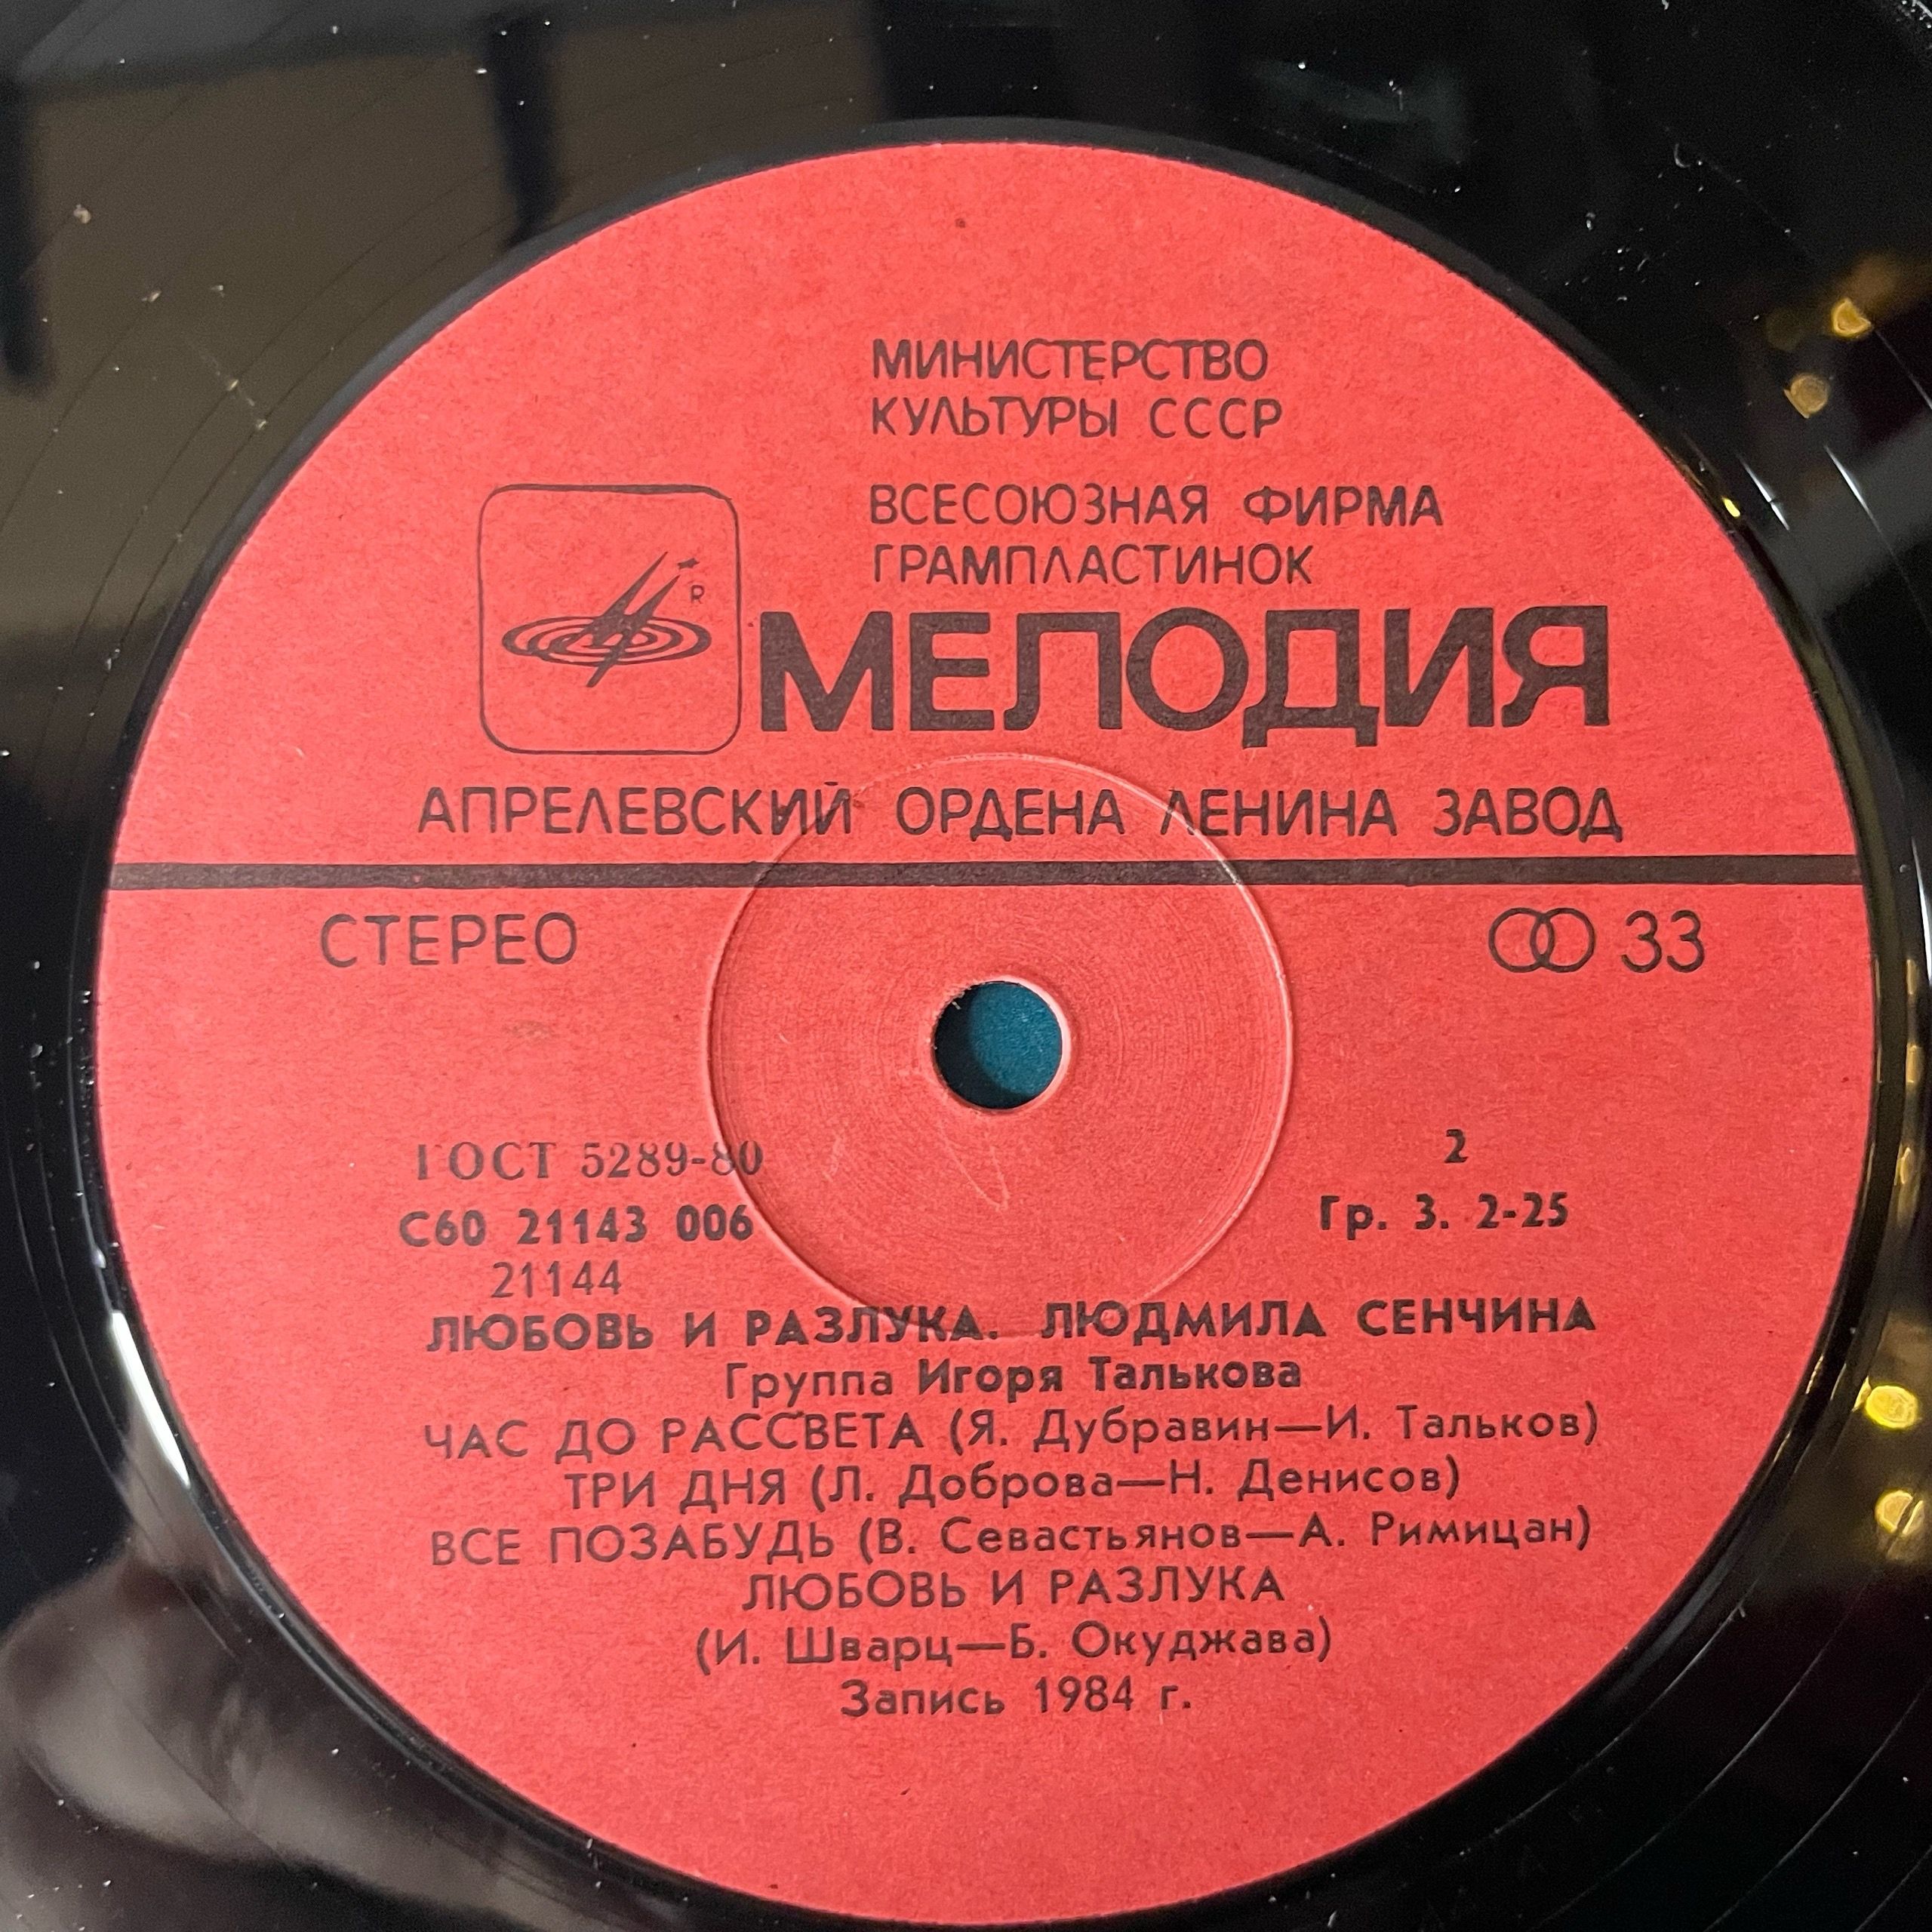 МИНИСТЕРСТВО
КУЛЬТУРЫ СССР
ВСЕСОЮЗНАЯ ФИРМА
ГРАМПЛАСТИНОК
R
МЕЛОДИЯ
АПРЕЛЕВСКИЙ ОРДЕНА ЛЕНИНА ЗАВОД
СТЕРЕО 33
ГОСТ 5289-80 2
С60 21143 006 Гр. 3. 2-25
21144
ЛЮБОВЬ И РАЗЛУКА. ЛЮДМИЛА СЕНЧИНА
Группа Игоря Талькова
ЧАС ДО РАССВЕТА (Я. Дубравин—И. Тальков)
ТРИ ДНЯ (Л. Доброва—Н. Денисов)
ВСЕ ПОЗАБУДЬ (В. Севастьянов—А. Римицан)
ЛЮБОВЬ И РАЗЛУКА
(И. Шварц—Б. Окуджава)
Запись 1984 г.